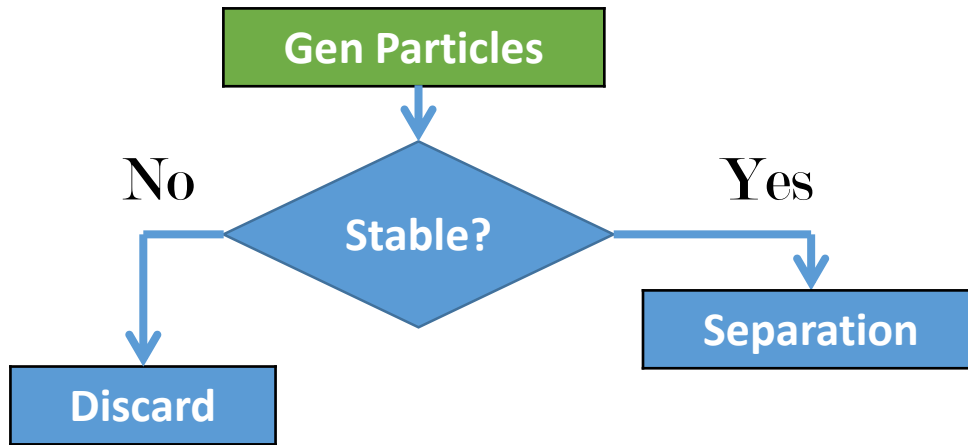 Gen Particles
No
Yes
Stable?
Separation
Discard